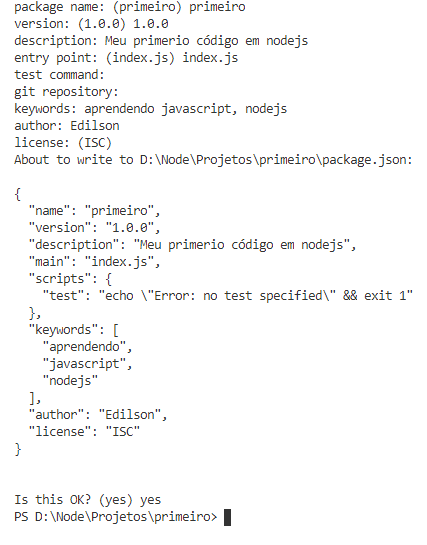 package name: (primeiro) primeiro
version: (1.0.0) 1.0.0
description: Meu primerio código em nodejs
entry point: (index.js) index.js
test command:
git repository:
keywords: aprendendo javascript, nodejs
author: Edilson
license: (ISC)
About to write to D:\Node\Projetos\primeiro\package.json:

{
  "name": "primeiro",
  "version": "1.0.0",
  "description": "Meu primerio código em nodejs",
  "main": "index.js",
  "scripts": {
    "test": "echo \"Error: no test specified\" && exit 1"
  },
  "keywords": [
    "aprendendo",
    "javascript",
    "nodejs"
  ],
  "author": "Edilson",
  "license": "ISC"
}


Is this OK? (yes) yes
PS D:\Node\Projetos\primeiro>